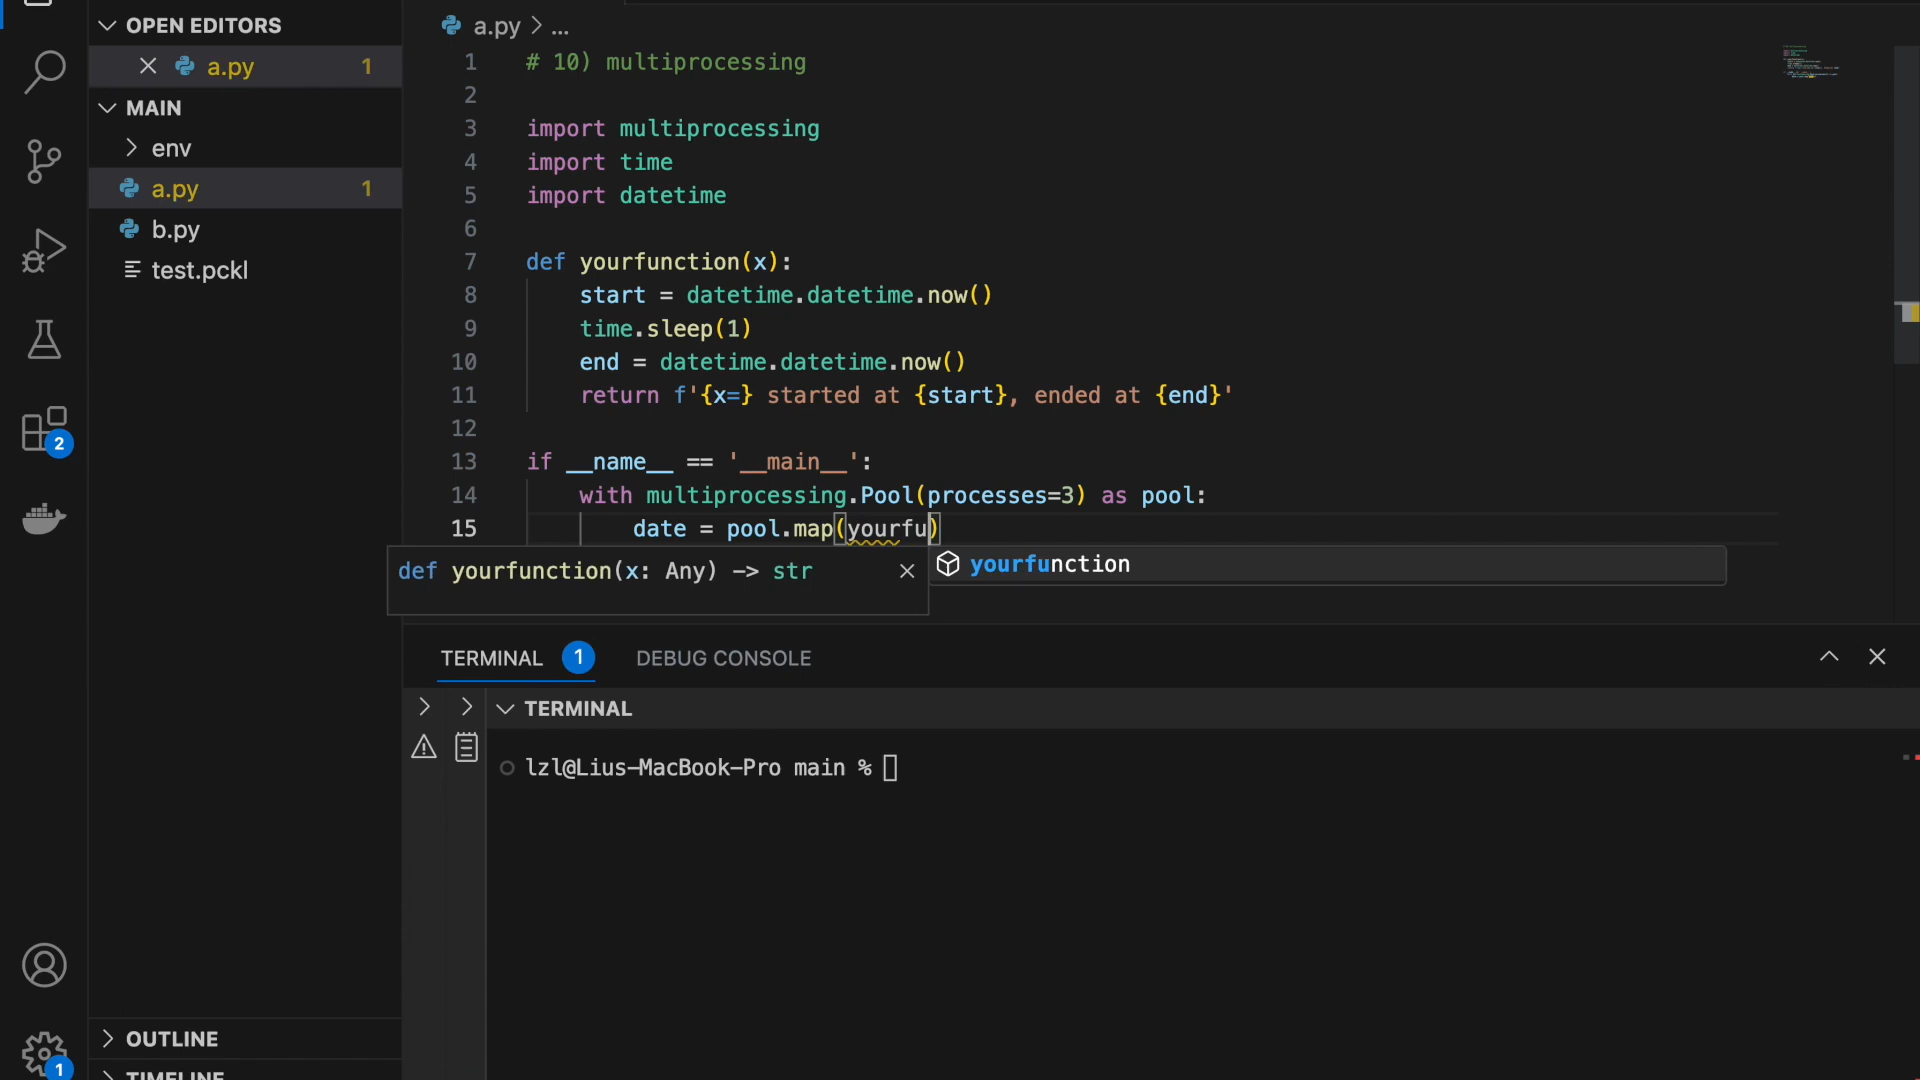 OPEN EDITORS
a.py 1
MAIN
env
a.py 1
b.py
test.pckl
2
1
OUTLINE
TIMELINE
a.py > ...
1 # 10) multiprocessing
2
3 import multiprocessing
4 import time
5 import datetime
6
7 def yourfunction(x):
8 start = datetime.datetime.now()
9 time.sleep(1)
10 end = datetime.datetime.now()
11 return f'{x=} started at {start}, ended at {end}'
12
13 if __name__ == '__main__':
14 with multiprocessing.Pool(processes=3) as pool:
15 date = pool.map(yourfu)
def yourfunction(x: Any) -> str
yourfunction
TERMINAL 1 DEBUG CONSOLE
TERMINAL
lzl@Lius-MacBook-Pro main %